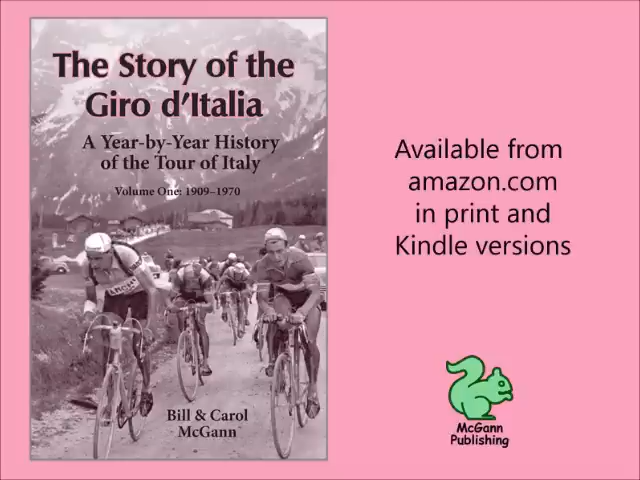 The Story of the
Giro d'Italia
A Year-by-Year History
of the Tour of Italy
Volume One: 1909–1970
Bill & Carol
McGann
Available from
amazon.com
in print and
Kindle versions
McGann
Publishing